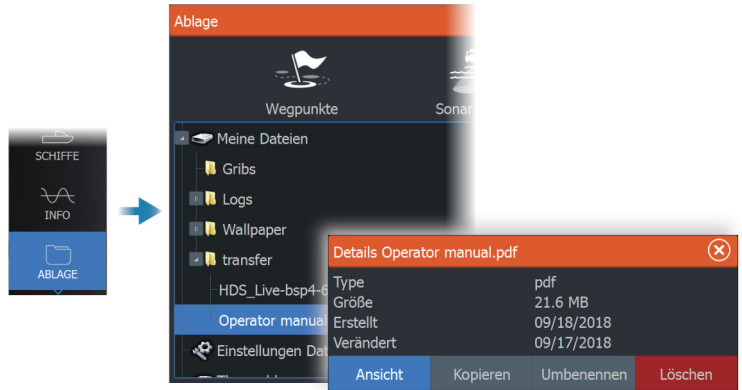 SCHIFFE
INFO
ABLAGE
Ablage
Wegpunkte
Sonar
Meine Dateien
Gribs
Logs
Wallpaper
transfer
HDS_Live-bsp4-6
Operator manual
Einstellungen Dat
Details Operator manual.pdf
Type pdf
Größe 21.6 MB
Erstellt 09/18/2018
Verändert 09/17/2018
Ansicht Kopieren Umbenennen Löschen